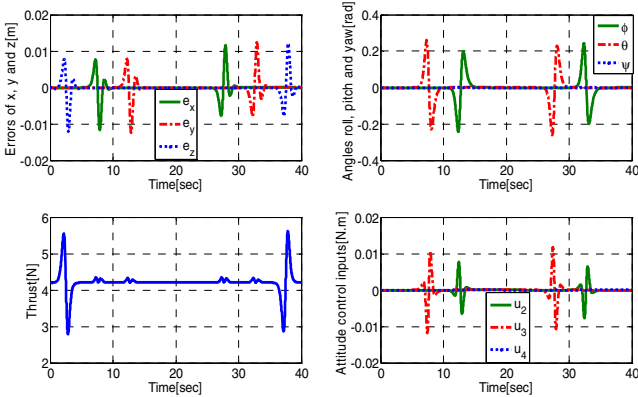 Errors of x, y and z[m]
0.02
0.01
0
-0.01
-0.02
0 10 20 30 40
Time[sec]
e_x
e_y
e_z
Angles roll, pitch and yaw[rad]
0.4
0.2
0
-0.2
-0.4
0 10 20 30 40
Time[sec]
ϕ
θ
ψ
Thrust[N]
6
5
4
3
2
0 10 20 30 40
Time[sec]
Attitude control inputs[N.m]
0.02
0.01
0
-0.01
-0.02
0 10 20 30 40
Time[sec]
u_2
u_3
u_4